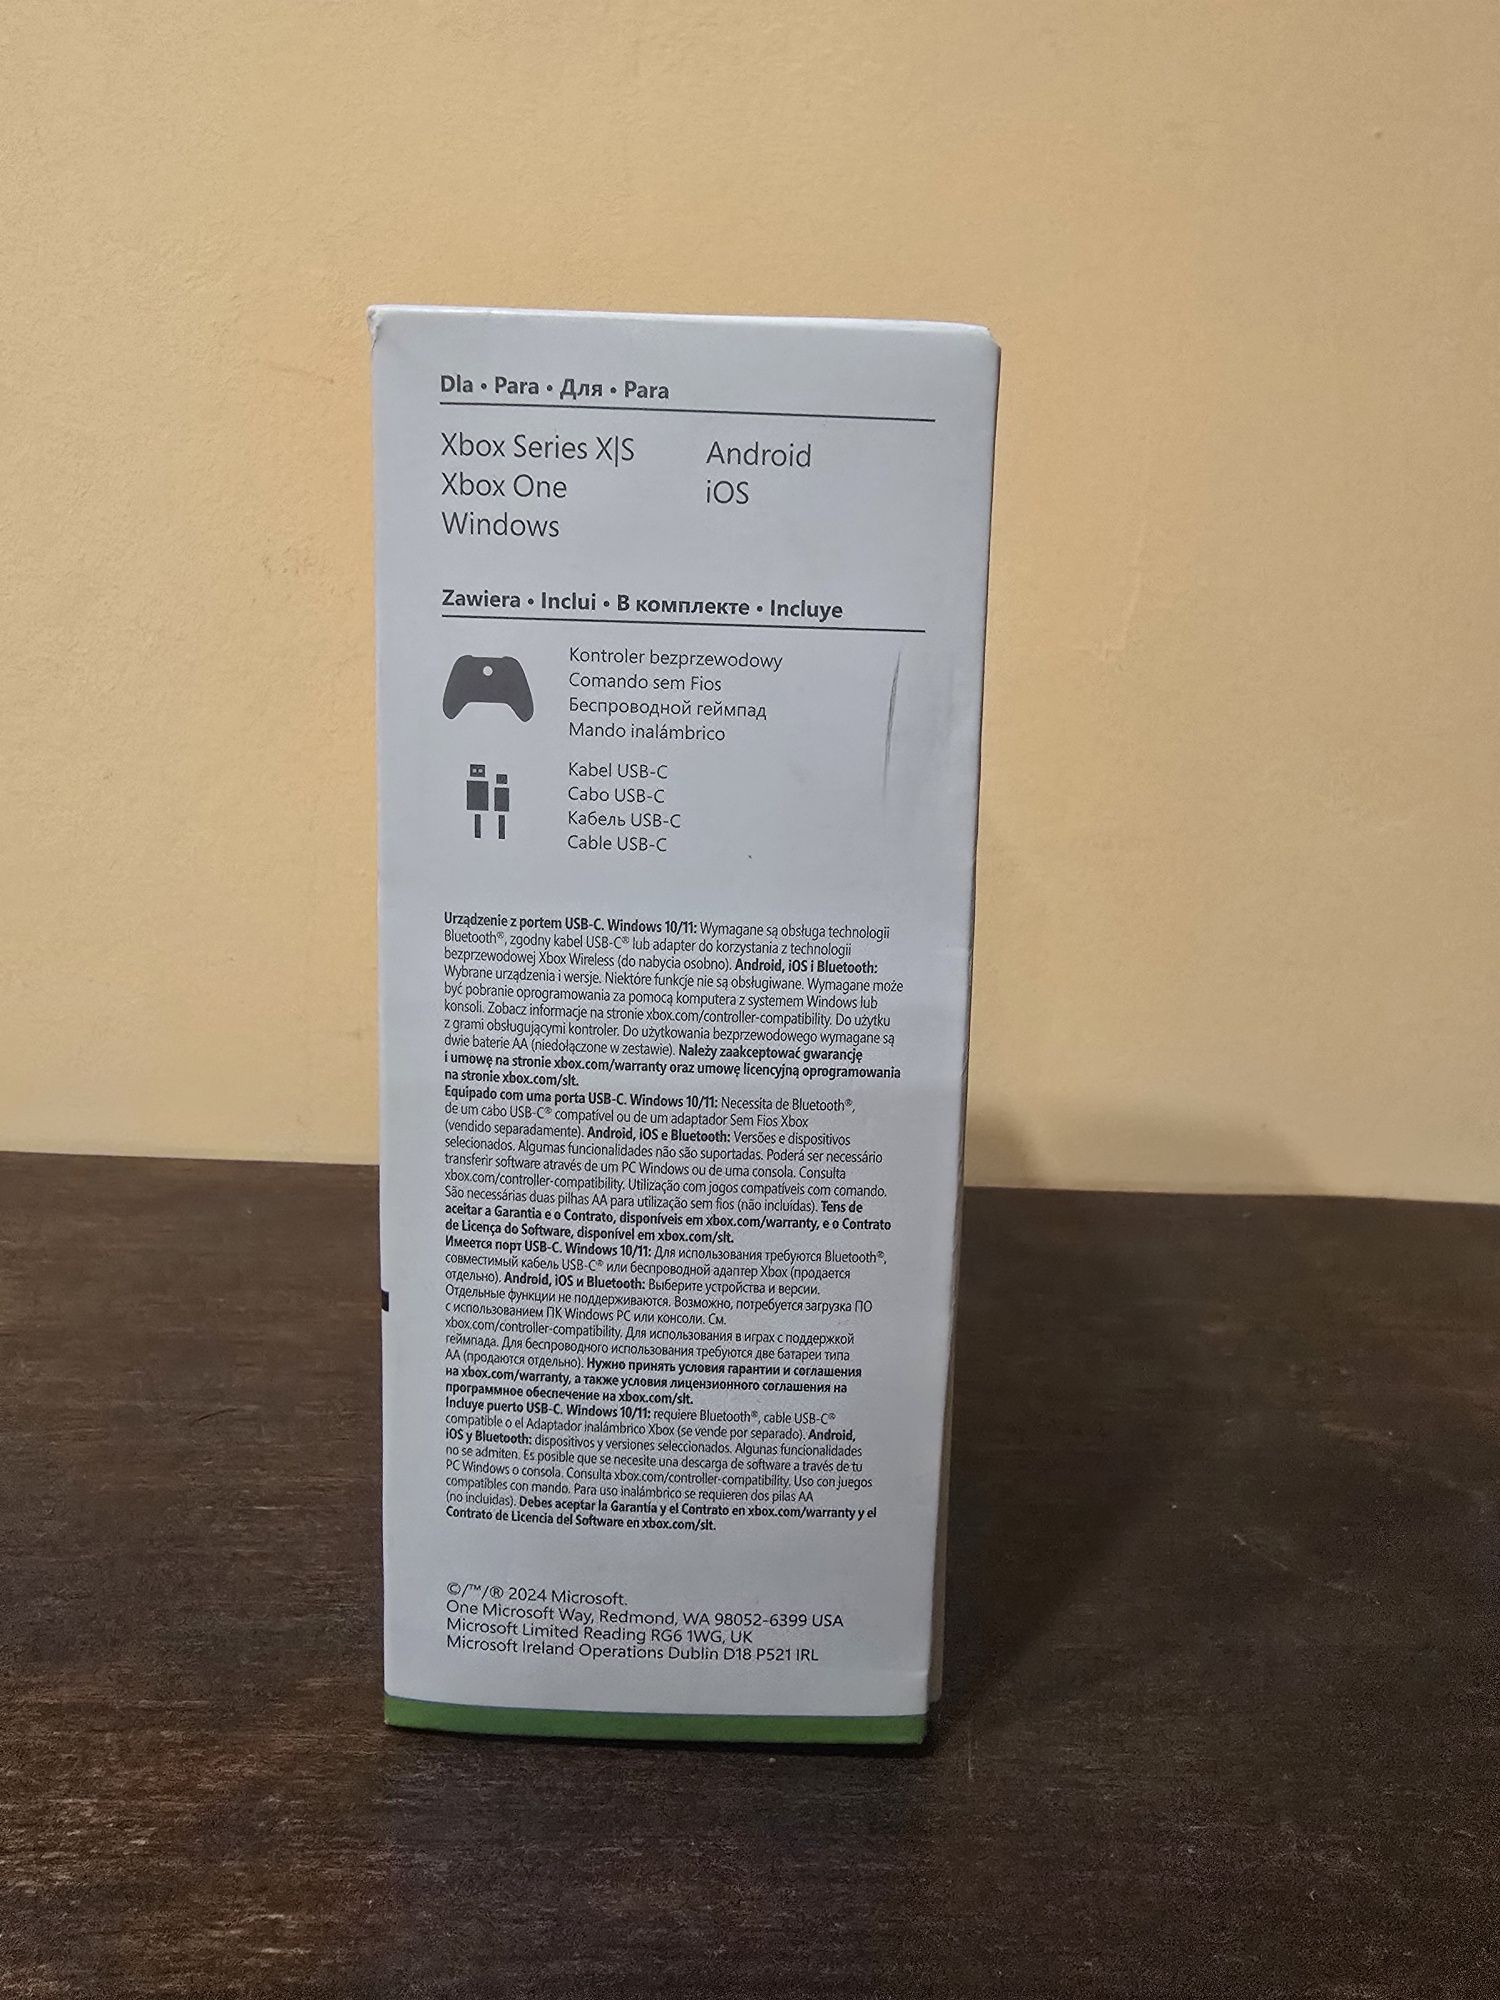 Dla • Para • Для • Para
Xbox Series X|S
Xbox One
Windows
Android
iOS
Zawiera • Inclui • В комплекте • Incluye
Kontroler bezprzewodowy
Comando sem Fios
Беспроводной геймпад
Mando inalámbrico
Kabel USB-C
Cabo USB-C
Кабель USB-C
Cable USB-C
Urządzenie z portem USB-C. Windows 10/11: Wymagane są obsługa technologii
Bluetooth®, zgodny kabel USB-C® lub adapter do korzystania z technologii
bezprzewodowej Xbox Wireless (do nabycia osobno). Android, iOS i Bluetooth:
Wybrane urządzenia i wersje. Niektóre funkcje nie są obsługiwane. Wymagane może
być pobranie oprogramowania za pomocą komputera z systemem Windows lub
konsoli. Zobacz informacje na stronie xbox.com/controller-compatibility. Do użytku
z grami obsługującymi kontroler. Do użytkowania bezprzewodowego wymagane są
dwie baterie AA (niedołączone w zestawie). Należy zaakceptować gwarancję
i umowę na stronie xbox.com/warranty oraz umowę licencyjną oprogramowania
na stronie xbox.com/slt.
Equipado com uma porta USB-C. Windows 10/11: Necessita de Bluetooth®,
de um cabo USB-C® compatível ou de um adaptador Sem Fios Xbox
(vendido separadamente). Android, iOS e Bluetooth: Versões e dispositivos
selecionados. Algumas funcionalidades não são suportadas. Poderá ser necessário
transferir software através de um PC Windows ou de uma consola. Consulta
xbox.com/controller-compatibility. Utilização com jogos compatíveis com comando.
São necessárias duas pilhas AA para utilização sem fios (não incluídas). Tens de
aceitar a Garantia e o Contrato, disponíveis em xbox.com/warranty, e o Contrato
de Licença do Software, disponível em xbox.com/slt.
Имеется порт USB-C. Windows 10/11: Для использования требуются Bluetooth®,
совместимый кабель USB-C® или беспроводной адаптер Xbox (продается
отдельно). Android, iOS и Bluetooth: Выберите устройства и версии.
Отдельные функции не поддерживаются. Возможно, потребуется загрузка ПО
с использованием ПК Windows PC или консоли. См.
xbox.com/controller-compatibility. Для использования в играх с поддержкой
геймпада. Для беспроводного использования требуются две батареи типа
AA (продаются отдельно). Нужно принять условия гарантии и соглашения
на xbox.com/warranty, а также условия лицензионного соглашения на
программное обеспечение на xbox.com/slt.
Incluye puerto USB-C. Windows 10/11: requiere Bluetooth®, cable USB-C®
compatible o el Adaptador inalámbrico Xbox (se vende por separado). Android,
iOS y Bluetooth: dispositivos y versiones seleccionados. Algunas funcionalidades
no se admiten. Es posible que se necesite una descarga de software a través de tu
PC Windows o consola. Consulta xbox.com/controller-compatibility. Uso con juegos
compatibles con mando. Para uso inalámbrico se requieren dos pilas AA
(no incluidas). Debes aceptar la Garantía y el Contrato en xbox.com/warranty y el
Contrato de Licencia del Software en xbox.com/slt.
©/™/® 2024 Microsoft.
One Microsoft Way, Redmond, WA 98052-6399 USA
Microsoft Limited Reading RG6 1WG, UK
Microsoft Ireland Operations Dublin D18 P521 IRL